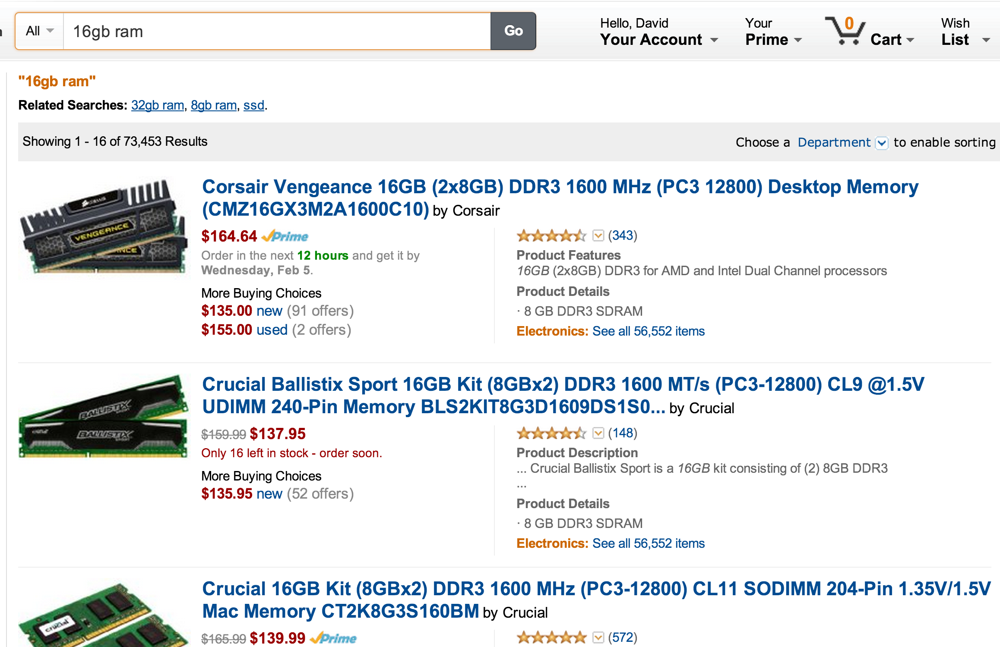 All
16gb ram
Go
Hello, David
Your Account
Your
Prime
0
Cart
Wish
List
"16gb ram"
Related Searches: 32gb ram, 8gb ram, ssd.
Showing 1 - 16 of 73,453 Results
Choose a Department to enable sorting
Corsair Vengeance 16GB (2x8GB) DDR3 1600 MHz (PC3 12800) Desktop Memory
(CMZ16GX3M2A1600C10) by Corsair
CORSAIR
VENGEANCE
$164.64 Prime
Order in the next 12 hours and get it by
Wednesday, Feb 5.
More Buying Choices
$135.00 new (91 offers)
$155.00 used (2 offers)
(343)
Product Features
16GB (2x8GB) DDR3 for AMD and Intel Dual Channel processors
Product Details
· 8 GB DDR3 SDRAM
Electronics: See all 56,552 items
Crucial Ballistix Sport 16GB Kit (8GBx2) DDR3 1600 MT/s (PC3-12800) CL9 @1.5V
UDIMM 240-Pin Memory BLS2KIT8G3D1609DS1S0... by Crucial
BALLISTIX
BALLISTIX
$159.99 $137.95
Only 16 left in stock - order soon.
More Buying Choices
$135.95 new (52 offers)
(148)
Product Description
... Crucial Ballistix Sport is a 16GB kit consisting of (2) 8GB DDR3
...
Product Details
· 8 GB DDR3 SDRAM
Electronics: See all 56,552 items
Crucial 16GB Kit (8GBx2) DDR3 1600 MHz (PC3-12800) CL11 SODIMM 204-Pin 1.35V/1.5V
Mac Memory CT2K8G3S160BM by Crucial
crucial
$165.99 $139.99 Prime
(572)